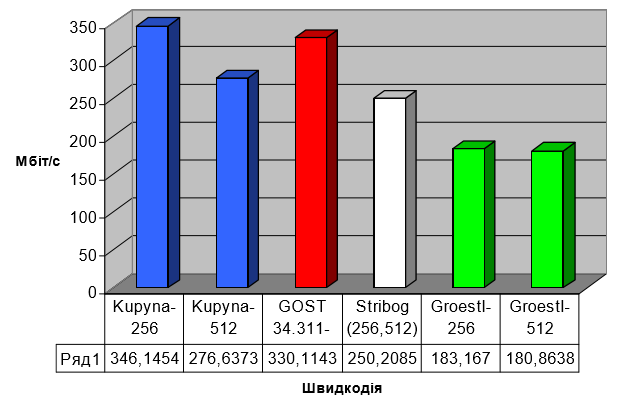 350
300
250
200
150
100
50
0
Мбіт/с
Kupyna-256
Kupyna-512
GOST 34.311-
Stribog (256,512)
Groestl-256
Groestl-512
Ряд1 346,1454 276,6373 330,1143 250,2085 183,167 180,8638
Швидкодія